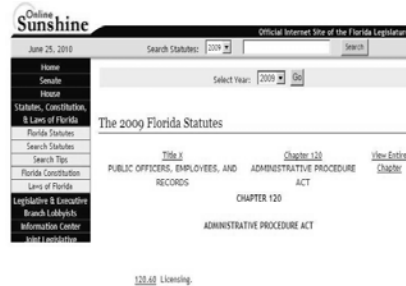 Online
Sunshine
Official Internet Site of the Florida Legislature
June 25, 2010
Search Statutes: 2009
Search
Home
Senate
House
Statutes, Constitution,
& Laws of Florida
Florida Statutes
Search Statutes
Search Tips
Florida Constitution
Laws of Florida
Legislative & Executive
Branch Lobbyists
Information Center
Joint Legislative
Select Year: 2009 Go
The 2009 Florida Statutes
Title X Chapter 120 View Entire
PUBLIC OFFICERS, EMPLOYEES, AND ADMINISTRATIVE PROCEDURE Chapter
RECORDS ACT
CHAPTER 120
ADMINISTRATIVE PROCEDURE ACT
120.60 Licensing.